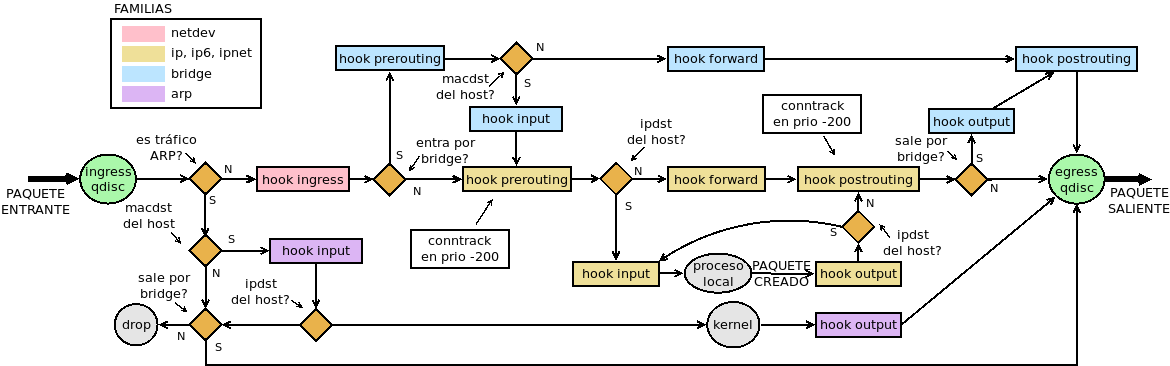 FAMILIAS
netdev
ip, ip6, ipnet
bridge
arp
hook prerouting
N
hook forward
hook postrouting
macdst
del host?
S
hook input
conntrack
en prio -200
hook output
es tráfico
ARP?
entra por
bridge?
ipdst
del host?
sale por
bridge?
S
S
N
ingress
qdisc
hook ingress
N
hook prerouting
N
hook forward
hook postrouting
N
egress
qdisc
PAQUETE
ENTRANTE
PAQUETE
SALIENTE
S
macdst
del host
S
hook input
N
conntrack
en prio -200
S
N
S
ipdst
del host?
hook input
proceso
local
PAQUETE
CREADO
hook output
sale por
bridge?
ipdst
del host?
drop
N
S
kernel
hook output